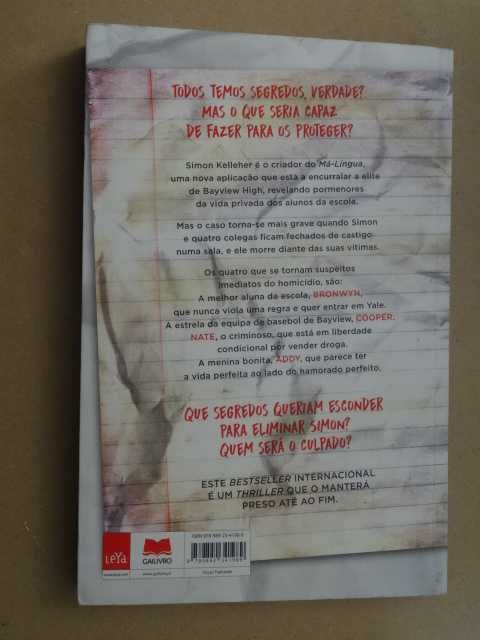 TODOS TEMOS SEGREDOS, VERDADE?
MAS O QUE SERIA CAPAZ
DE FAZER PARA OS PROTEGER?
Simon Kelleher é o criador do Má-Língua,
uma nova aplicação que está a encurralar a elite
de Bayview High, revelando pormenores
da vida privada dos alunos da escola.
Mas o caso torna-se mais grave quando Simon
e quatro colegas ficam fechados de castigo
numa sala, e ele morre diante das suas vítimas.
Os quatro que se tornam suspeitos
imediatos do homicídio, são:
A melhor aluna da escola, BRONWYN,
que nunca viola uma regra e quer entrar em Yale.
A estrela da equipa de basebol de Bayview, COOPER.
NATE, o criminoso, que está em liberdade
condicional por vender droga.
A menina bonita, ADDY, que parece ter
a vida perfeita ao lado do namorado perfeito.
QUE SEGREDOS QUERIAM ESCONDER
PARA ELIMINAR SIMON?
QUEM SERÁ O CULPADO?
ESTE BESTSELLER INTERNACIONAL
É UM THRILLER QUE O MANTERÁ
PRESO ATÉ AO FIM.
ISBN
LeYa
GAILIVRO